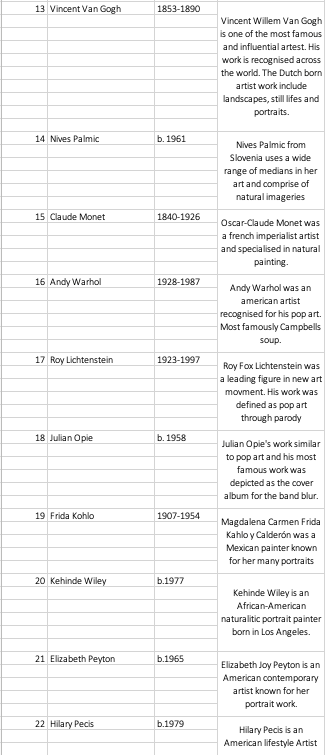 13 Vincent Van Gogh 1853-1890
Vincent Willem Van Gogh
is one of the most famous
and influential artest. His
work is recognised across
the world. The Dutch born
artist work include
landscapes, still lifes and
portraits.
14 Nives Palmic b. 1961
Nives Palmic from
Slovenia uses a wide
range of medians in her
art and comprise of
natural imageries
15 Claude Monet 1840-1926
Oscar-Claude Monet was
a french imperialist artist
and specialised in natural
painting.
16 Andy Warhol 1928-1987
Andy Warhol was an
american artist
recognised for his pop art.
Most famously Campbells
soup.
17 Roy Lichtenstein 1923-1997
Roy Fox Lichtenstein was
a leading figure in new art
movment. His work was
defined as pop art
through parody
18 Julian Opie b. 1958
Julian Opie's work similar
to pop art and his most
famous work was
depicted as the cover
album for the band blur.
19 Frida Kohlo 1907-1954
Magdalena Carmen Frida
Kahlo y Calderón was a
Mexican painter known
for her many portraits
20 Kehinde Wiley b.1977
Kehinde Wiley is an
African-American
naturalitic portrait painter
born in Los Angeles.
21 Elizabeth Peyton b.1965
Elizabeth Joy Peyton is an
American contemporary
artist known for her
portrait work.
22 Hilary Pecis b.1979
Hilary Pecis is an
American lifestyle Artist